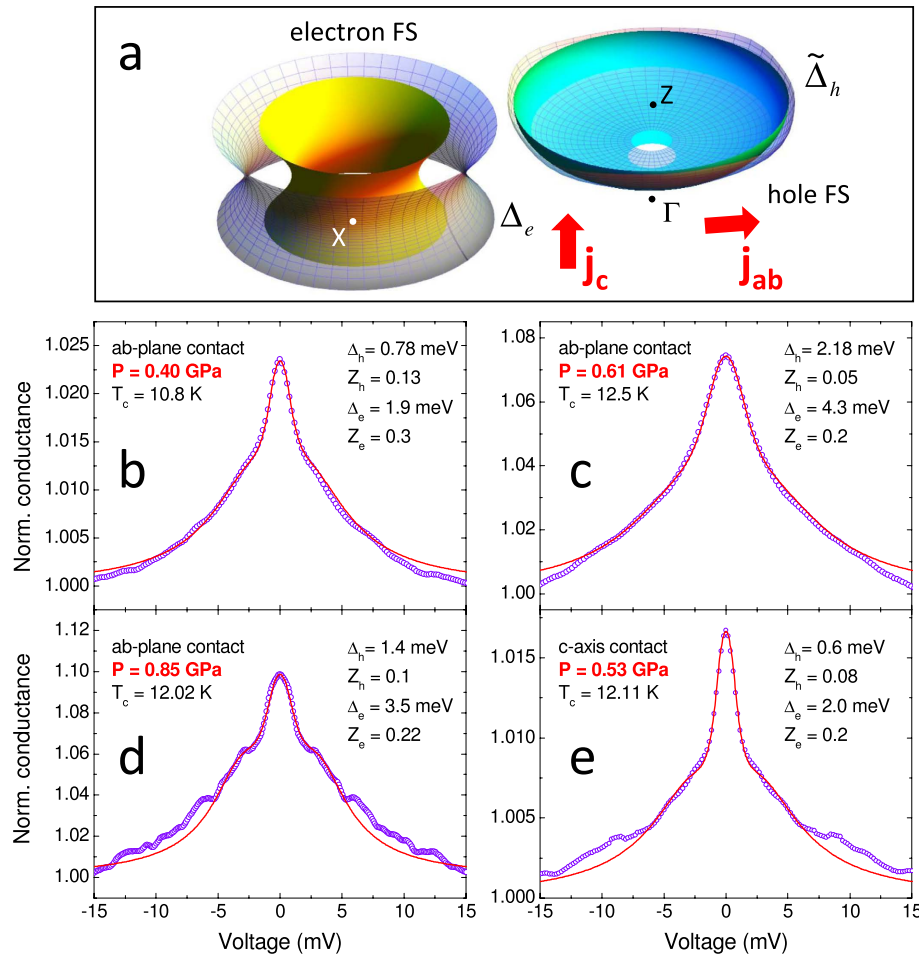 a
electron FS
Δ̃h
Z
hole FS
Γ
Δe
X
jc
jab
1.025
1.020
1.015
1.010
1.005
1.000
Norm. conductance
ab-plane contact
P = 0.40 GPa
Tc = 10.8 K
Δh= 0.78 meV
Zh = 0.13
Δe = 1.9 meV
Ze = 0.3
b
1.08
1.06
1.04
1.02
1.00
ab-plane contact
P = 0.61 GPa
Tc = 12.5 K
Δh= 2.18 meV
Zh = 0.05
Δe = 4.3 meV
Ze = 0.2
c
1.12
1.10
1.08
1.06
1.04
1.02
1.00
Norm. conductance
ab-plane contact
P = 0.85 GPa
Tc = 12.02 K
Δh= 1.4 meV
Zh = 0.1
Δe = 3.5 meV
Ze = 0.22
d
-15 -10 -5 0 5 10 15
Voltage (mV)
1.015
1.010
1.005
1.000
c-axis contact
P = 0.53 GPa
Tc = 12.11 K
Δh= 0.6 meV
Zh = 0.08
Δe = 2.0 meV
Ze = 0.2
e
-15 -10 -5 0 5 10 15
Voltage (mV)